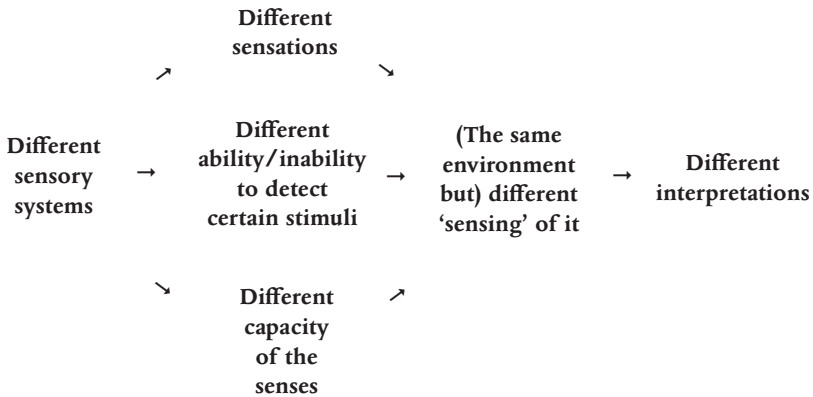 Different
sensations
↗
↘
Different
sensory
systems
→
Different
ability/inability
to detect
certain stimuli
→
(The same
environment
but) different
‘sensing’ of it
→
Different
interpretations
↘
Different
capacity
of the
senses
↗